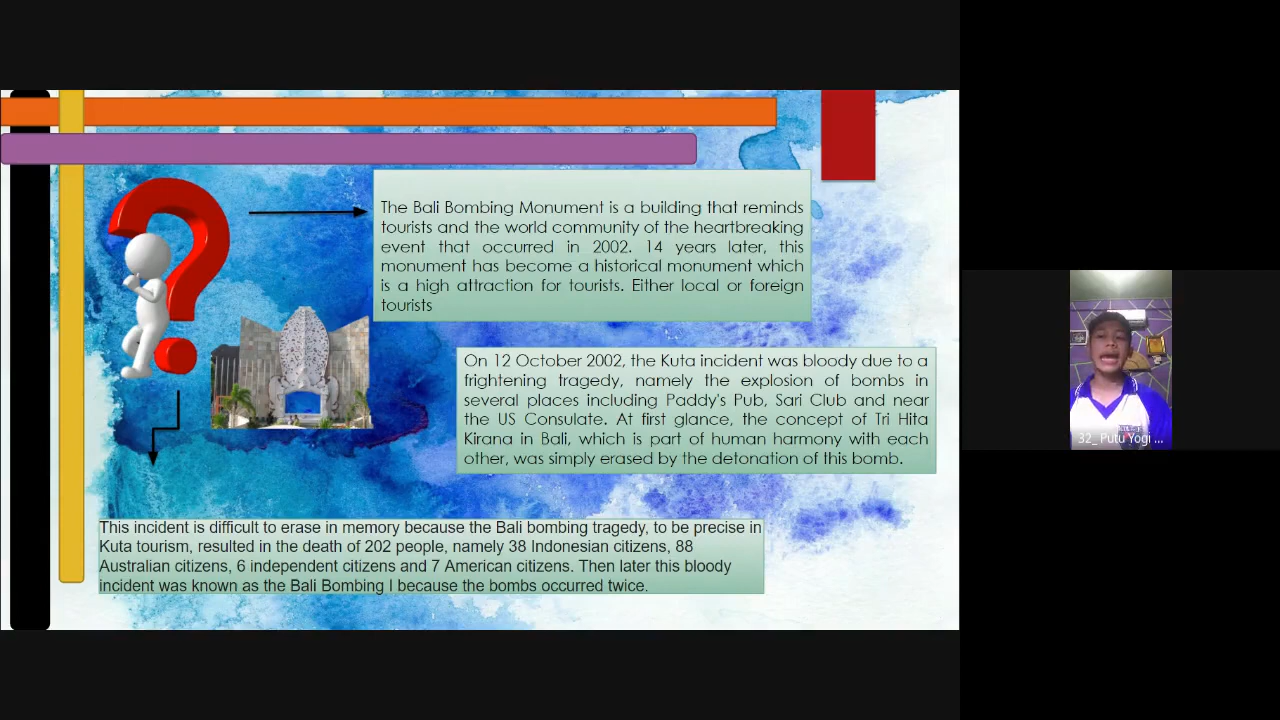 The Bali Bombing Monument is a building that reminds
tourists and the world community of the heartbreaking
event that occurred in 2002. 14 years later, this
monument has become a historical monument which
is a high attraction for tourists. Either local or foreign
tourists
On 12 October 2002, the Kuta incident was bloody due to a
frightening tragedy, namely the explosion of bombs in
several places including Paddy's Pub, Sari Club and near
the US Consulate. At first glance, the concept of Tri Hita
Kirana in Bali, which is part of human harmony with each
other, was simply erased by the detonation of this bomb.
This incident is difficult to erase in memory because the Bali bombing tragedy, to be precise in
Kuta tourism, resulted in the death of 202 people, namely 38 Indonesian citizens, 88
Australian citizens, 6 independent citizens and 7 American citizens. Then later this bloody
incident was known as the Bali Bombing I because the bombs occurred twice.
32_ Putu Yogi ...